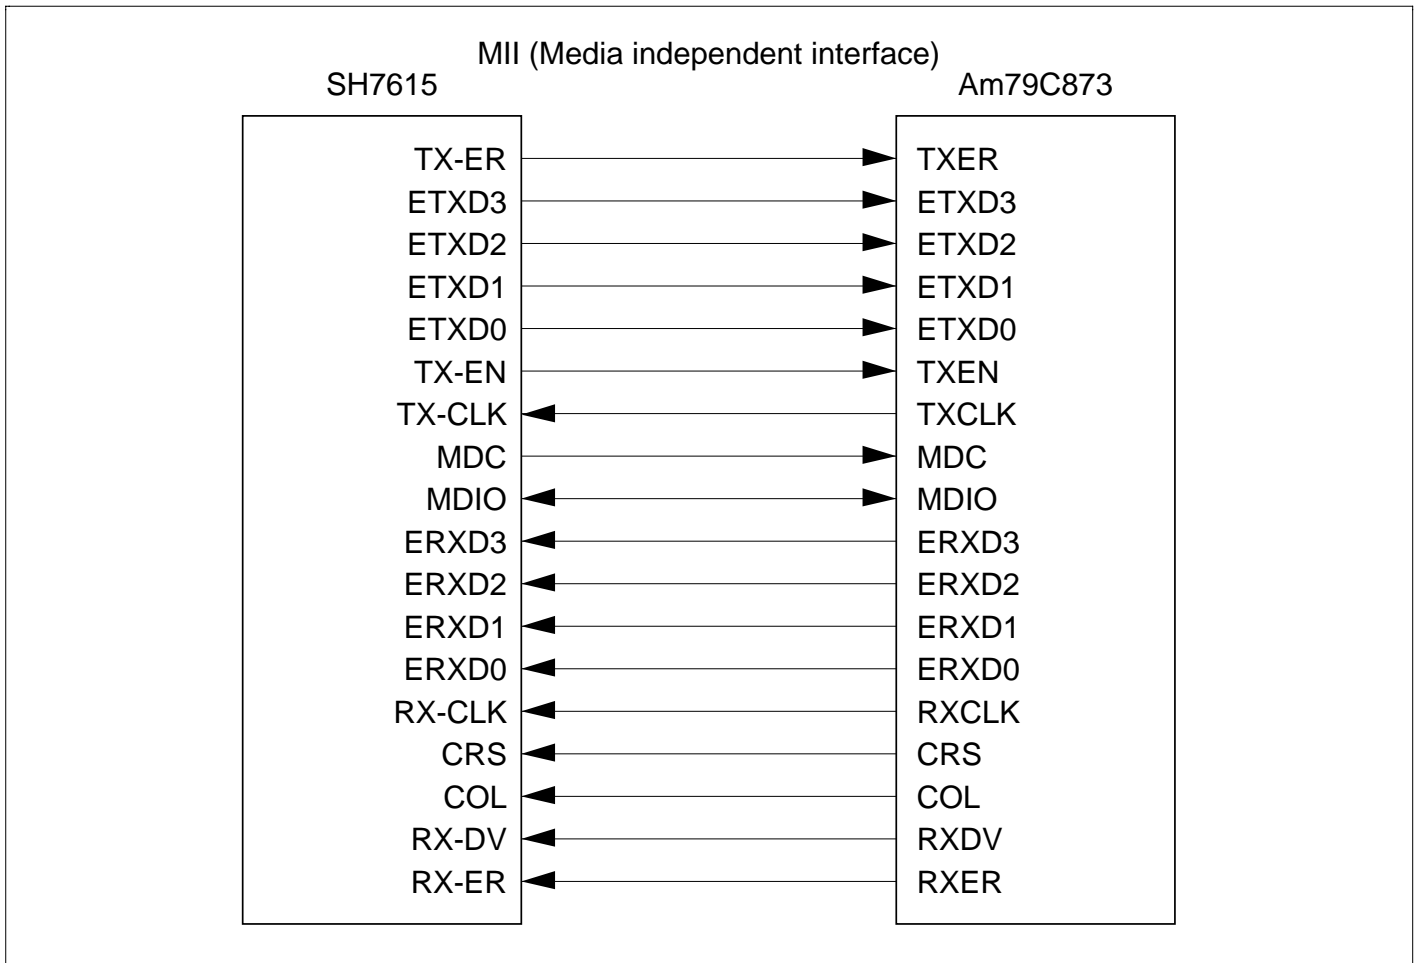 MII (Media independent interface)
SH7615 Am79C873
TX-ER TXER
ETXD3 ETXD3
ETXD2 ETXD2
ETXD1 ETXD1
ETXD0 ETXD0
TX-EN TXEN
TX-CLK TXCLK
MDC MDC
MDIO MDIO
ERXD3 ERXD3
ERXD2 ERXD2
ERXD1 ERXD1
ERXD0 ERXD0
RX-CLK RXCLK
CRS CRS
COL COL
RX-DV RXDV
RX-ER RXER